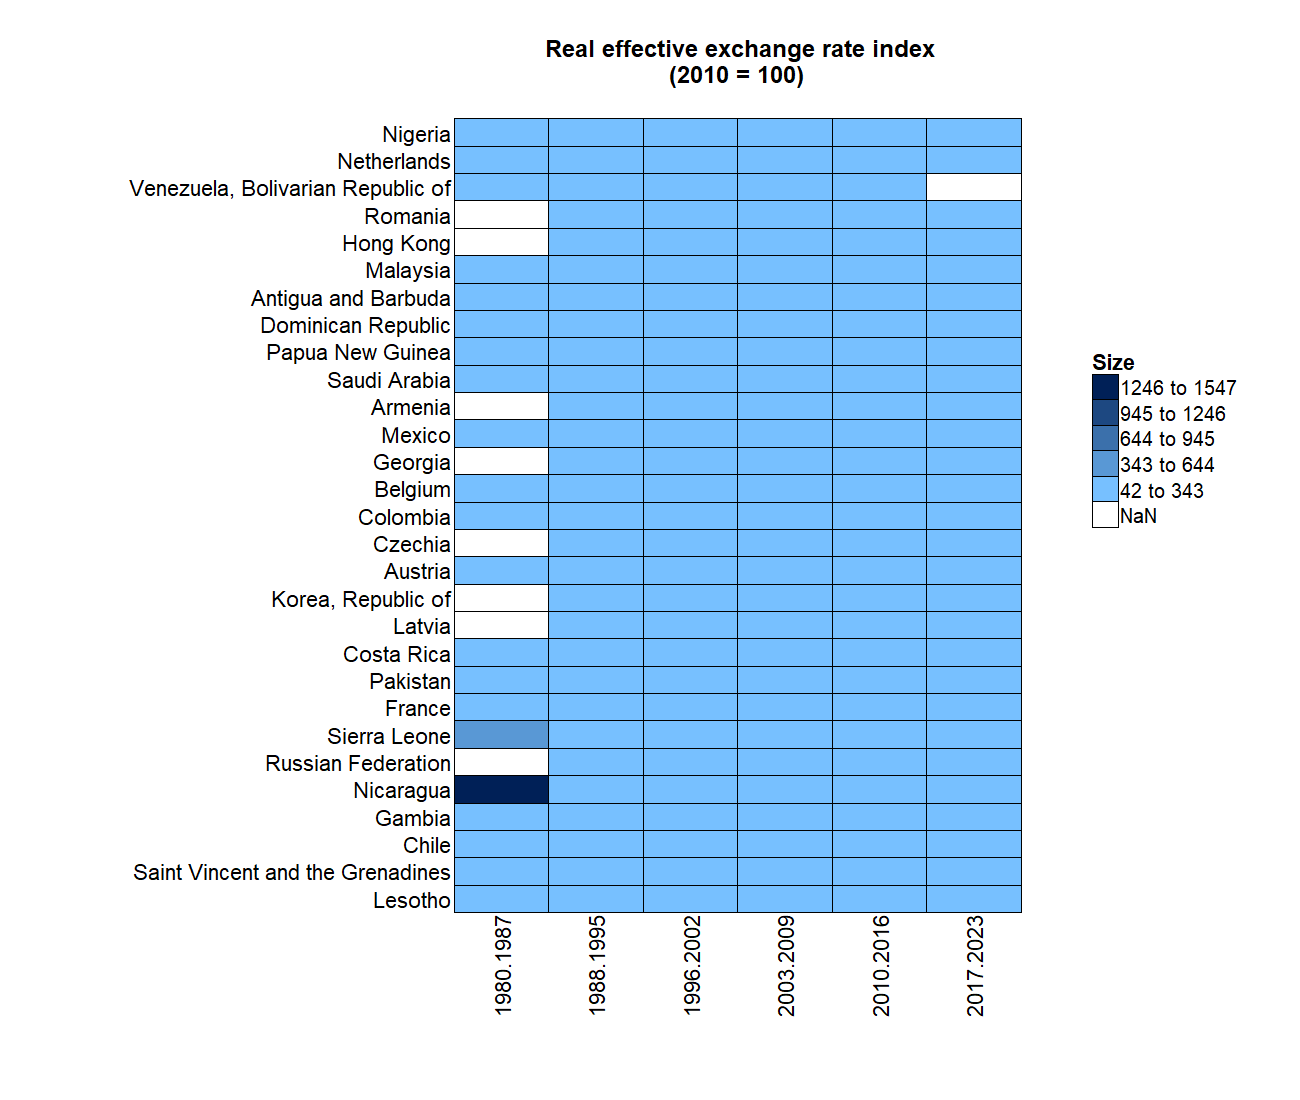 Real effective exchange rate index
(2010 = 100)
Nigeria
Netherlands
Venezuela, Bolivarian Republic of
Romania
Hong Kong
Malaysia
Antigua and Barbuda
Dominican Republic
Papua New Guinea
Saudi Arabia
Armenia
Mexico
Georgia
Belgium
Colombia
Czechia
Austria
Korea, Republic of
Latvia
Costa Rica
Pakistan
France
Sierra Leone
Russian Federation
Nicaragua
Gambia
Chile
Saint Vincent and the Grenadines
Lesotho
1980.1987
1988.1995
1996.2002
2003.2009
2010.2016
2017.2023
Size
1246 to 1547
945 to 1246
644 to 945
343 to 644
42 to 343
NaN